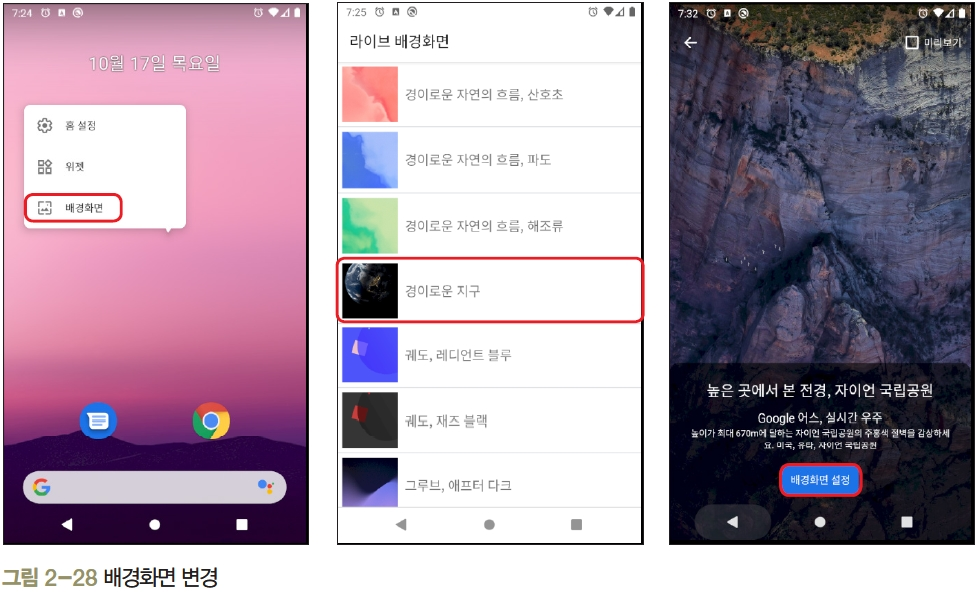 7:24
10월 17일 목요일
홈 설정
위젯
배경화면
7:25
라이브 배경화면
경이로운 자연의 흐름, 산호초
경이로운 자연의 흐름, 파도
경이로운 자연의 흐름, 해조류
경이로운 지구
궤도, 레디언트 블루
궤도, 재즈 블랙
그루브, 애프터 다크
7:32
미리보기
높은 곳에서 본 전경, 자이언 국립공원
Google 어스, 실시간 우주
높이가 최대 670m에 달하는 자이언 국립공원의 주홍색 절벽을 감상하세
요. 미국, 유타, 자이언 국립공원
배경화면 설정
그림 2-28 배경화면 변경